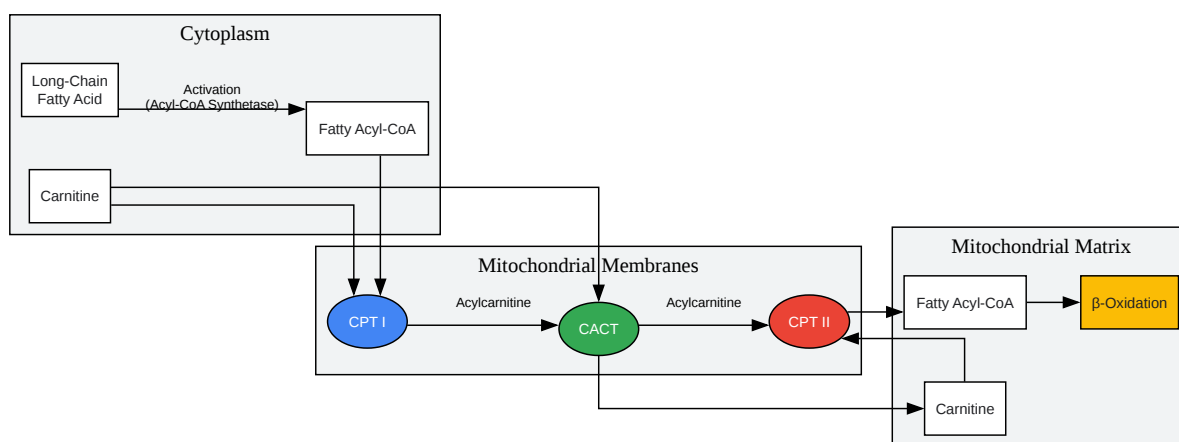 Cytoplasm
Long-Chain
Fatty Acid
Activation
(Acyl-CoA Synthetase)
Fatty Acyl-CoA
Carnitine
Mitochondrial Membranes
CPT I
Acylcarnitine
CACT
Acylcarnitine
CPT II
Mitochondrial Matrix
Fatty Acyl-CoA
β-Oxidation
Carnitine